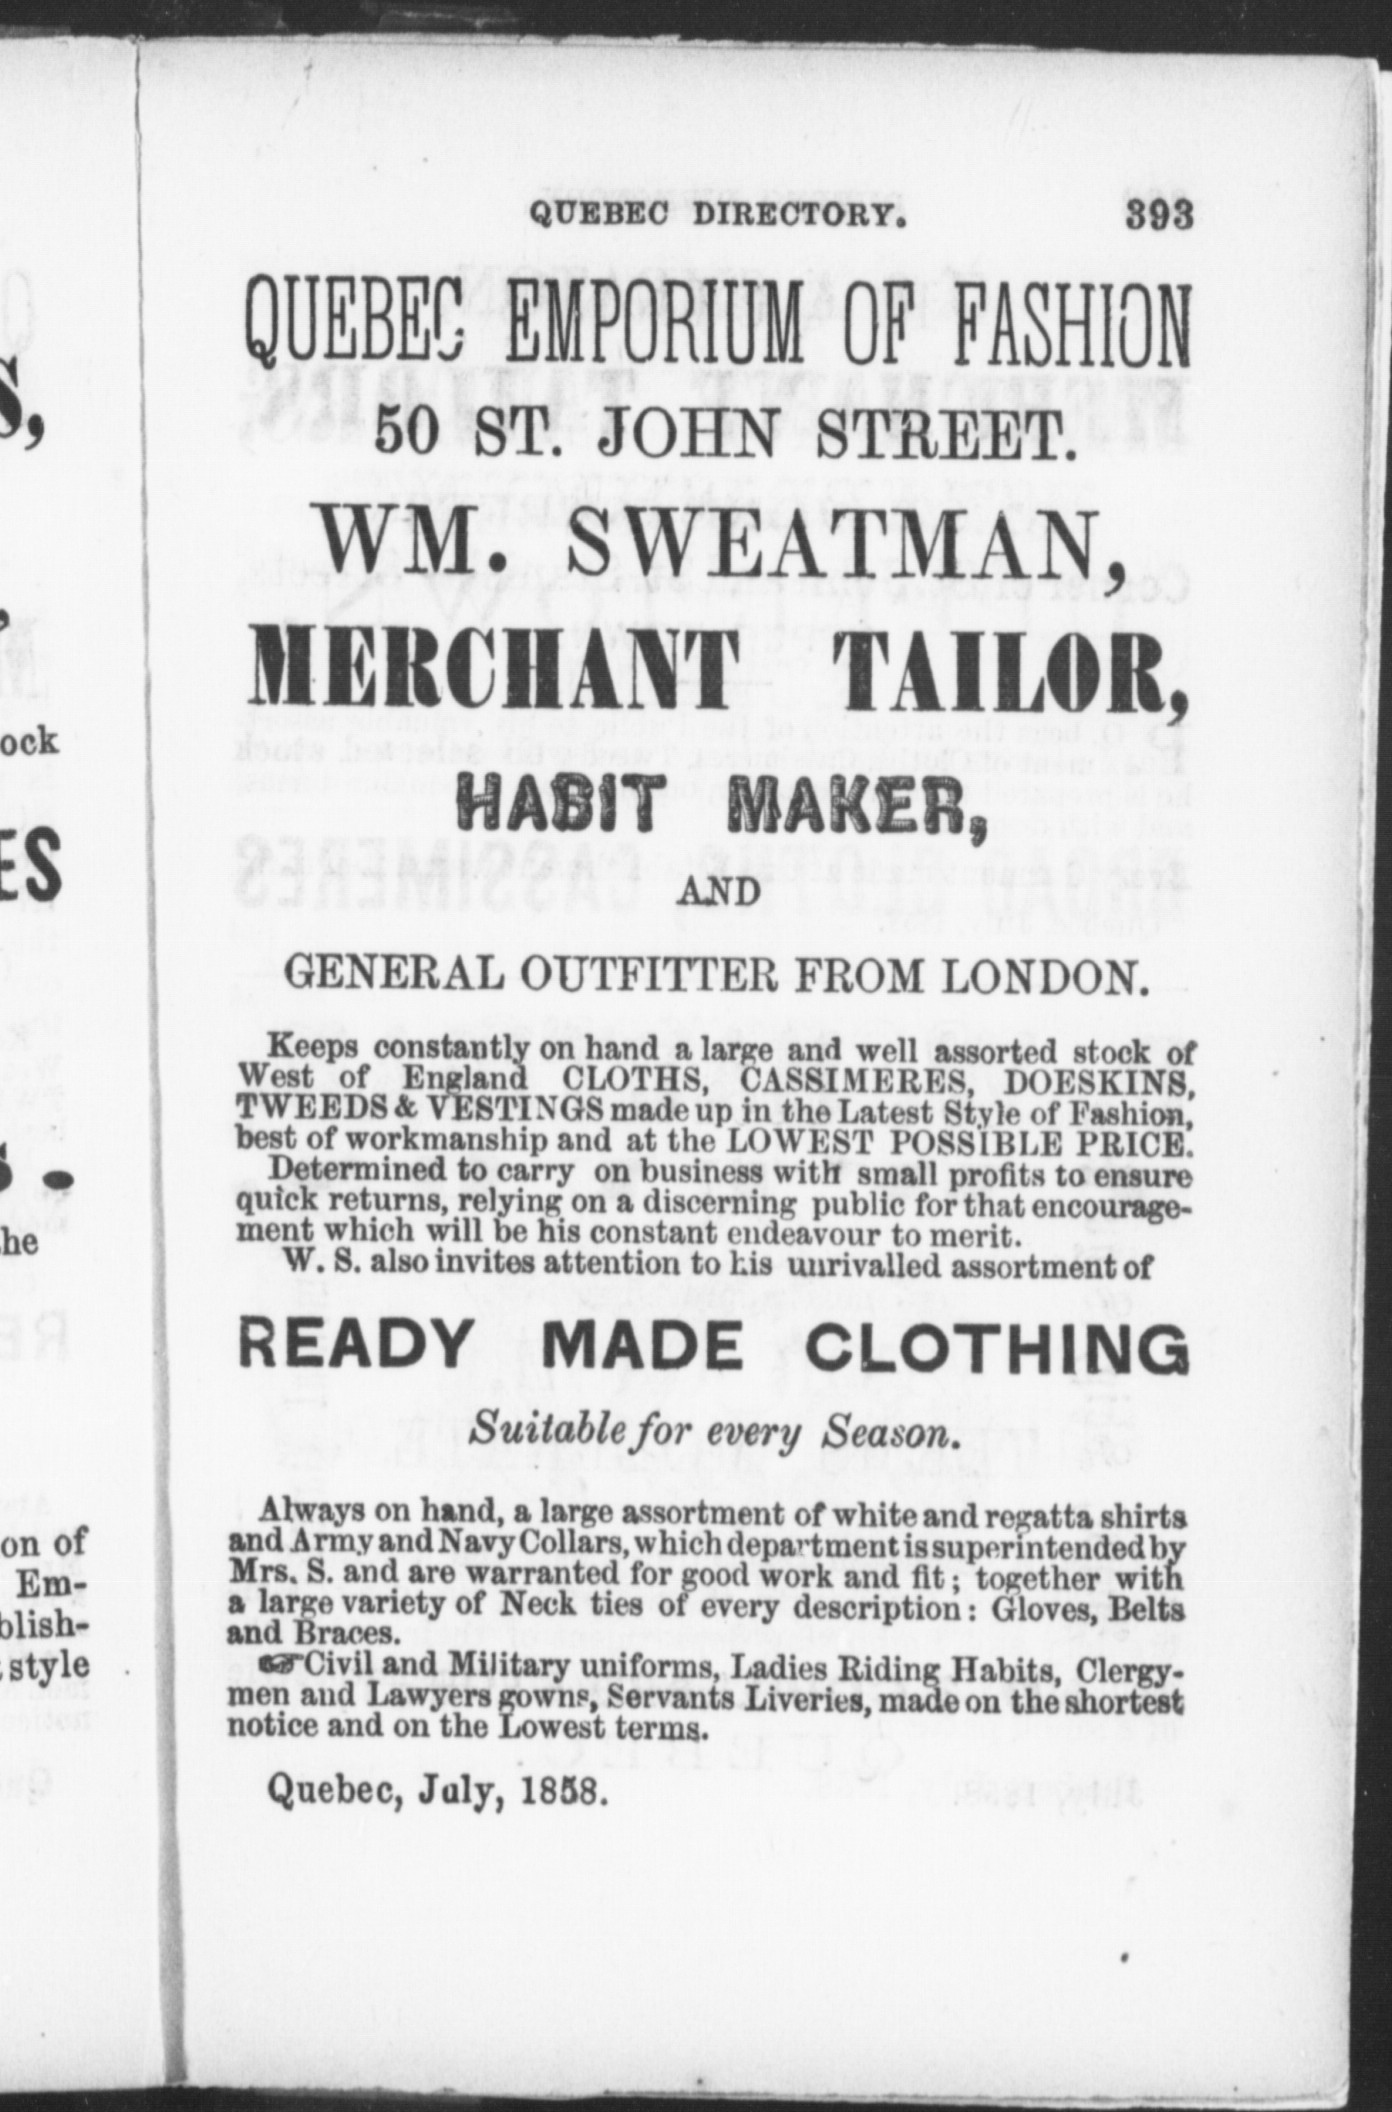 QUEBEC DIRECTORY. 393
QUEBEC EMPORIUM OF FASHION
50 ST. JOHN STREET.
WM. SWEATMAN,
MERCHANT TAILOR,
HABIT MAKER,
AND
GENERAL OUTFITTER FROM LONDON.
Keeps constantly on hand a large and well assorted stock of
West of England CLOTHS, CASSIMERES, DOESKINS,
TWEEDS & VESTINGS made up in the Latest Style of Fashion,
best of workmanship and at the LOWEST POSSIBLE PRICE.
Determined to carry on business with small profits to ensure
quick returns, relying on a discerning public for that encourage-
ment which will be his constant endeavour to merit.
W. S. also invites attention to his unrivalled assortment of
READY MADE CLOTHING
Suitable for every Season.
Always on hand, a large assortment of white and regatta shirts
and Army and Navy Collars, which department is superintended by
Mrs. S. and are warranted for good work and fit; together with
a large variety of Neck ties of every description: Gloves, Belts
and Braces.
☞Civil and Military uniforms, Ladies Riding Habits, Clergy-
men and Lawyers gowns, Servants Liveries, made on the shortest
notice and on the Lowest terms.
Quebec, July, 1858.
S,
,
ock
ES
S.
he
on of
Em-
blish-
style